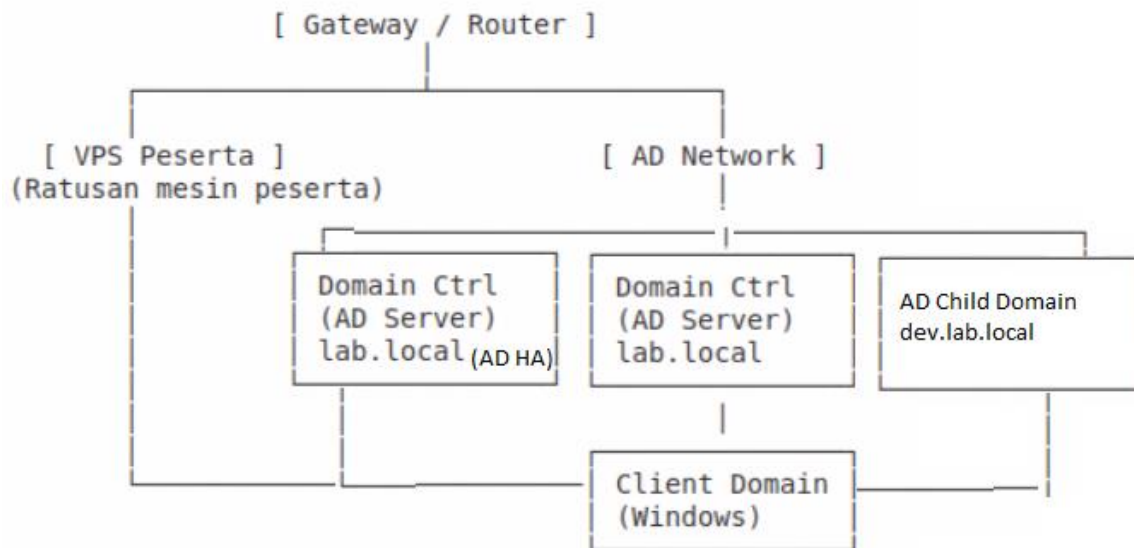 [ Gateway / Router ]
[ VPS Peserta ]
(Ratusan mesin peserta)
[ AD Network ]
Domain Ctrl
(AD Server)
lab.local (AD HA)
Domain Ctrl
(AD Server)
lab.local
AD Child Domain
dev.lab.local
Client Domain
(Windows)